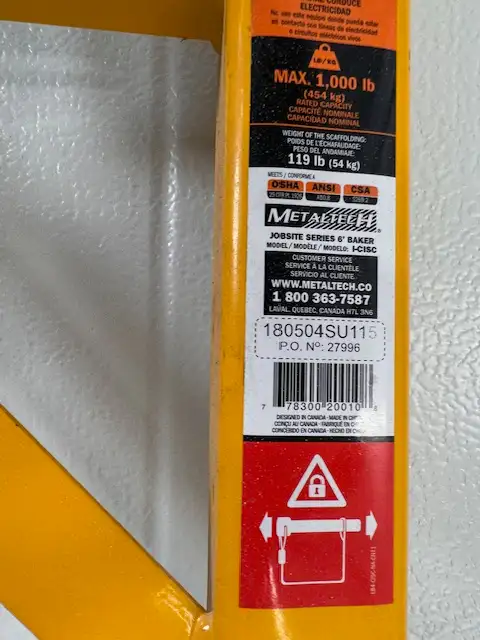 CONDUCE
ELECTRICIDAD
No use este equipo donde pueda estar
en contacto con líneas de electricidad
o circuitos eléctricos vivos
LB/KG
MAX. 1,000 lb
(454 kg)
RATED CAPACITY
CAPACITÉ NOMINALE
CAPACIDAD NOMINAL
WEIGHT OF THE SCAFFOLDING:
POIDS DE L'ÉCHAFAUDAGE:
PESO DEL ANDAMIAJE:
119 lb (54 kg)
MEETS / CONFORME À
OSHA ANSI CSA
METALTECH®
JOBSITE SERIES 6' BAKER
MODEL / MODÈLE / MODELO: I-CISC
CUSTOMER SERVICE
SERVICE À LA CLIENTÈLE
SERVICIO AL CLIENTE
WWW.METALTECH.CO
1 800 363-7587
LAVAL, QUEBEC, CANADA H7L 3N6
180504SU115
P.O. Nº: 27996
7 78300 20010 8
DESIGNED IN CANADA - MADE IN
CONÇU AU CANADA - FABRIQUÉ EN
CONCEBIDO EN CANADA - HECHO EN